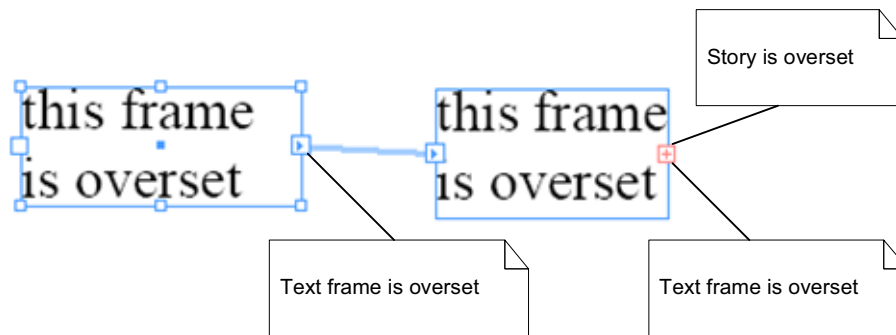 Story is overset
this frame
is overset
this frame
is overset
Text frame is overset
Text frame is overset